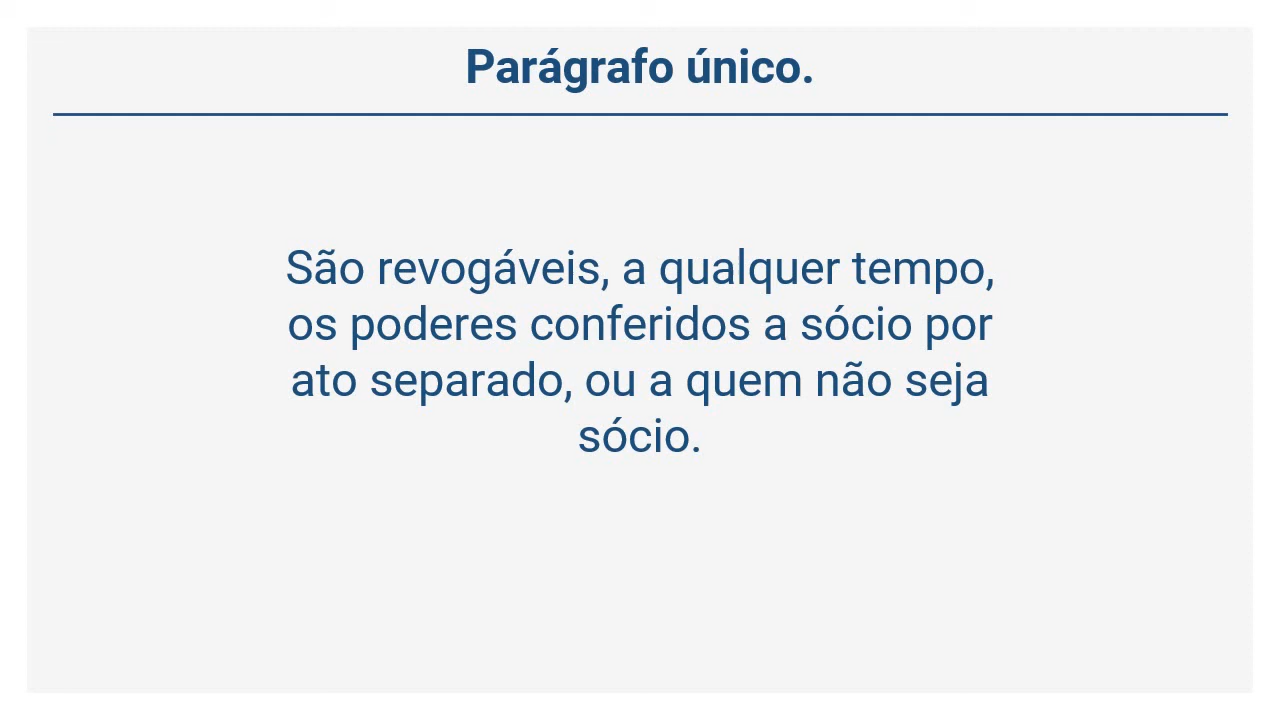 Parágrafo único.
São revogáveis, a qualquer tempo,
os poderes conferidos a sócio por
ato separado, ou a quem não seja
sócio.